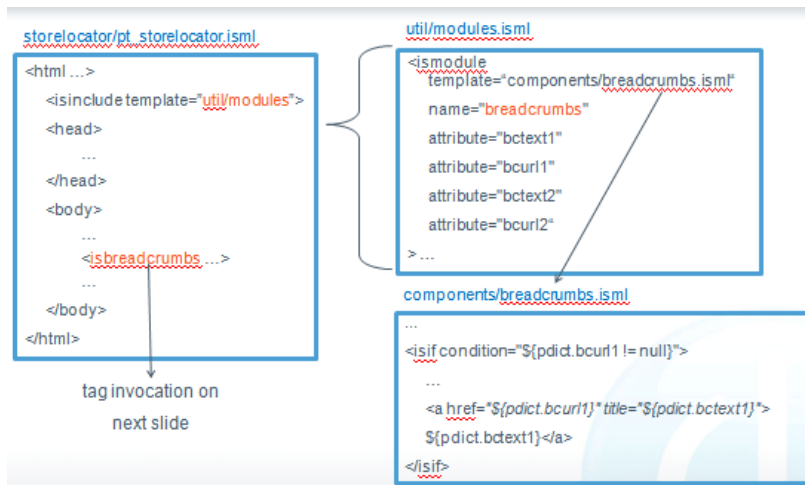 storelocator/pt_storelocator.isml
<html ...>
<isinclude template="util/modules">
<head>
...
</head>
<body>
...
<isbreadcrumbs ...>
...
</body>
</html>
tag invocation on
next slide
util/modules.isml
<ismodule
template=“components/breadcrumbs.isml“
name="breadcrumbs"
attribute="bctext1"
attribute="bcurl1"
attribute="bctext2"
attribute="bcurl2“
> ...
components/breadcrumbs.isml
...
<isif condition="${pdict.bcurl1 != null}">
...
<a href="${pdict.bcurl1}" title="${pdict.bctext1}">
${pdict.bctext1}</a>
</isif>